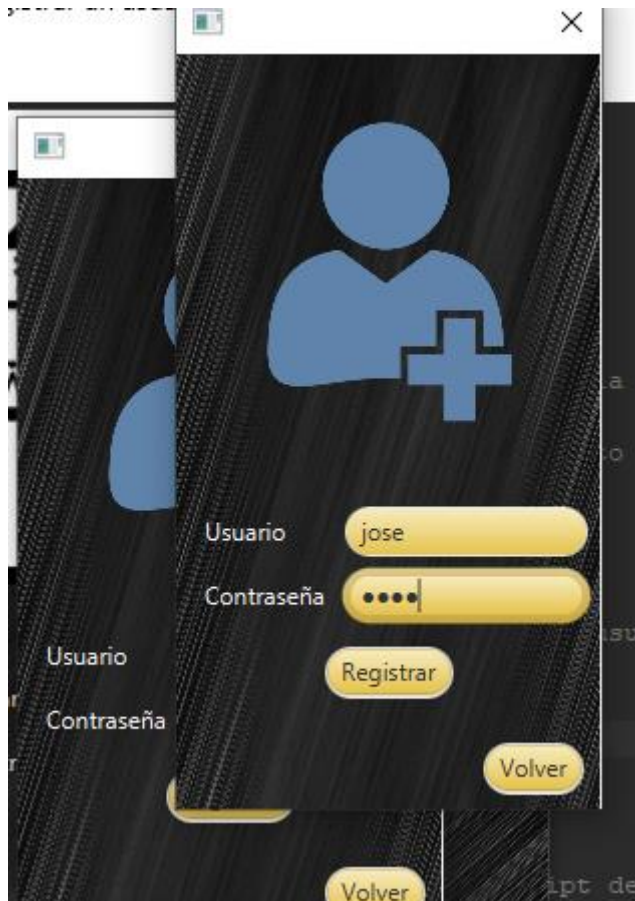 Usuario
jose
Contraseña
Registrar
Volver
Usuario
Contraseña
Volver